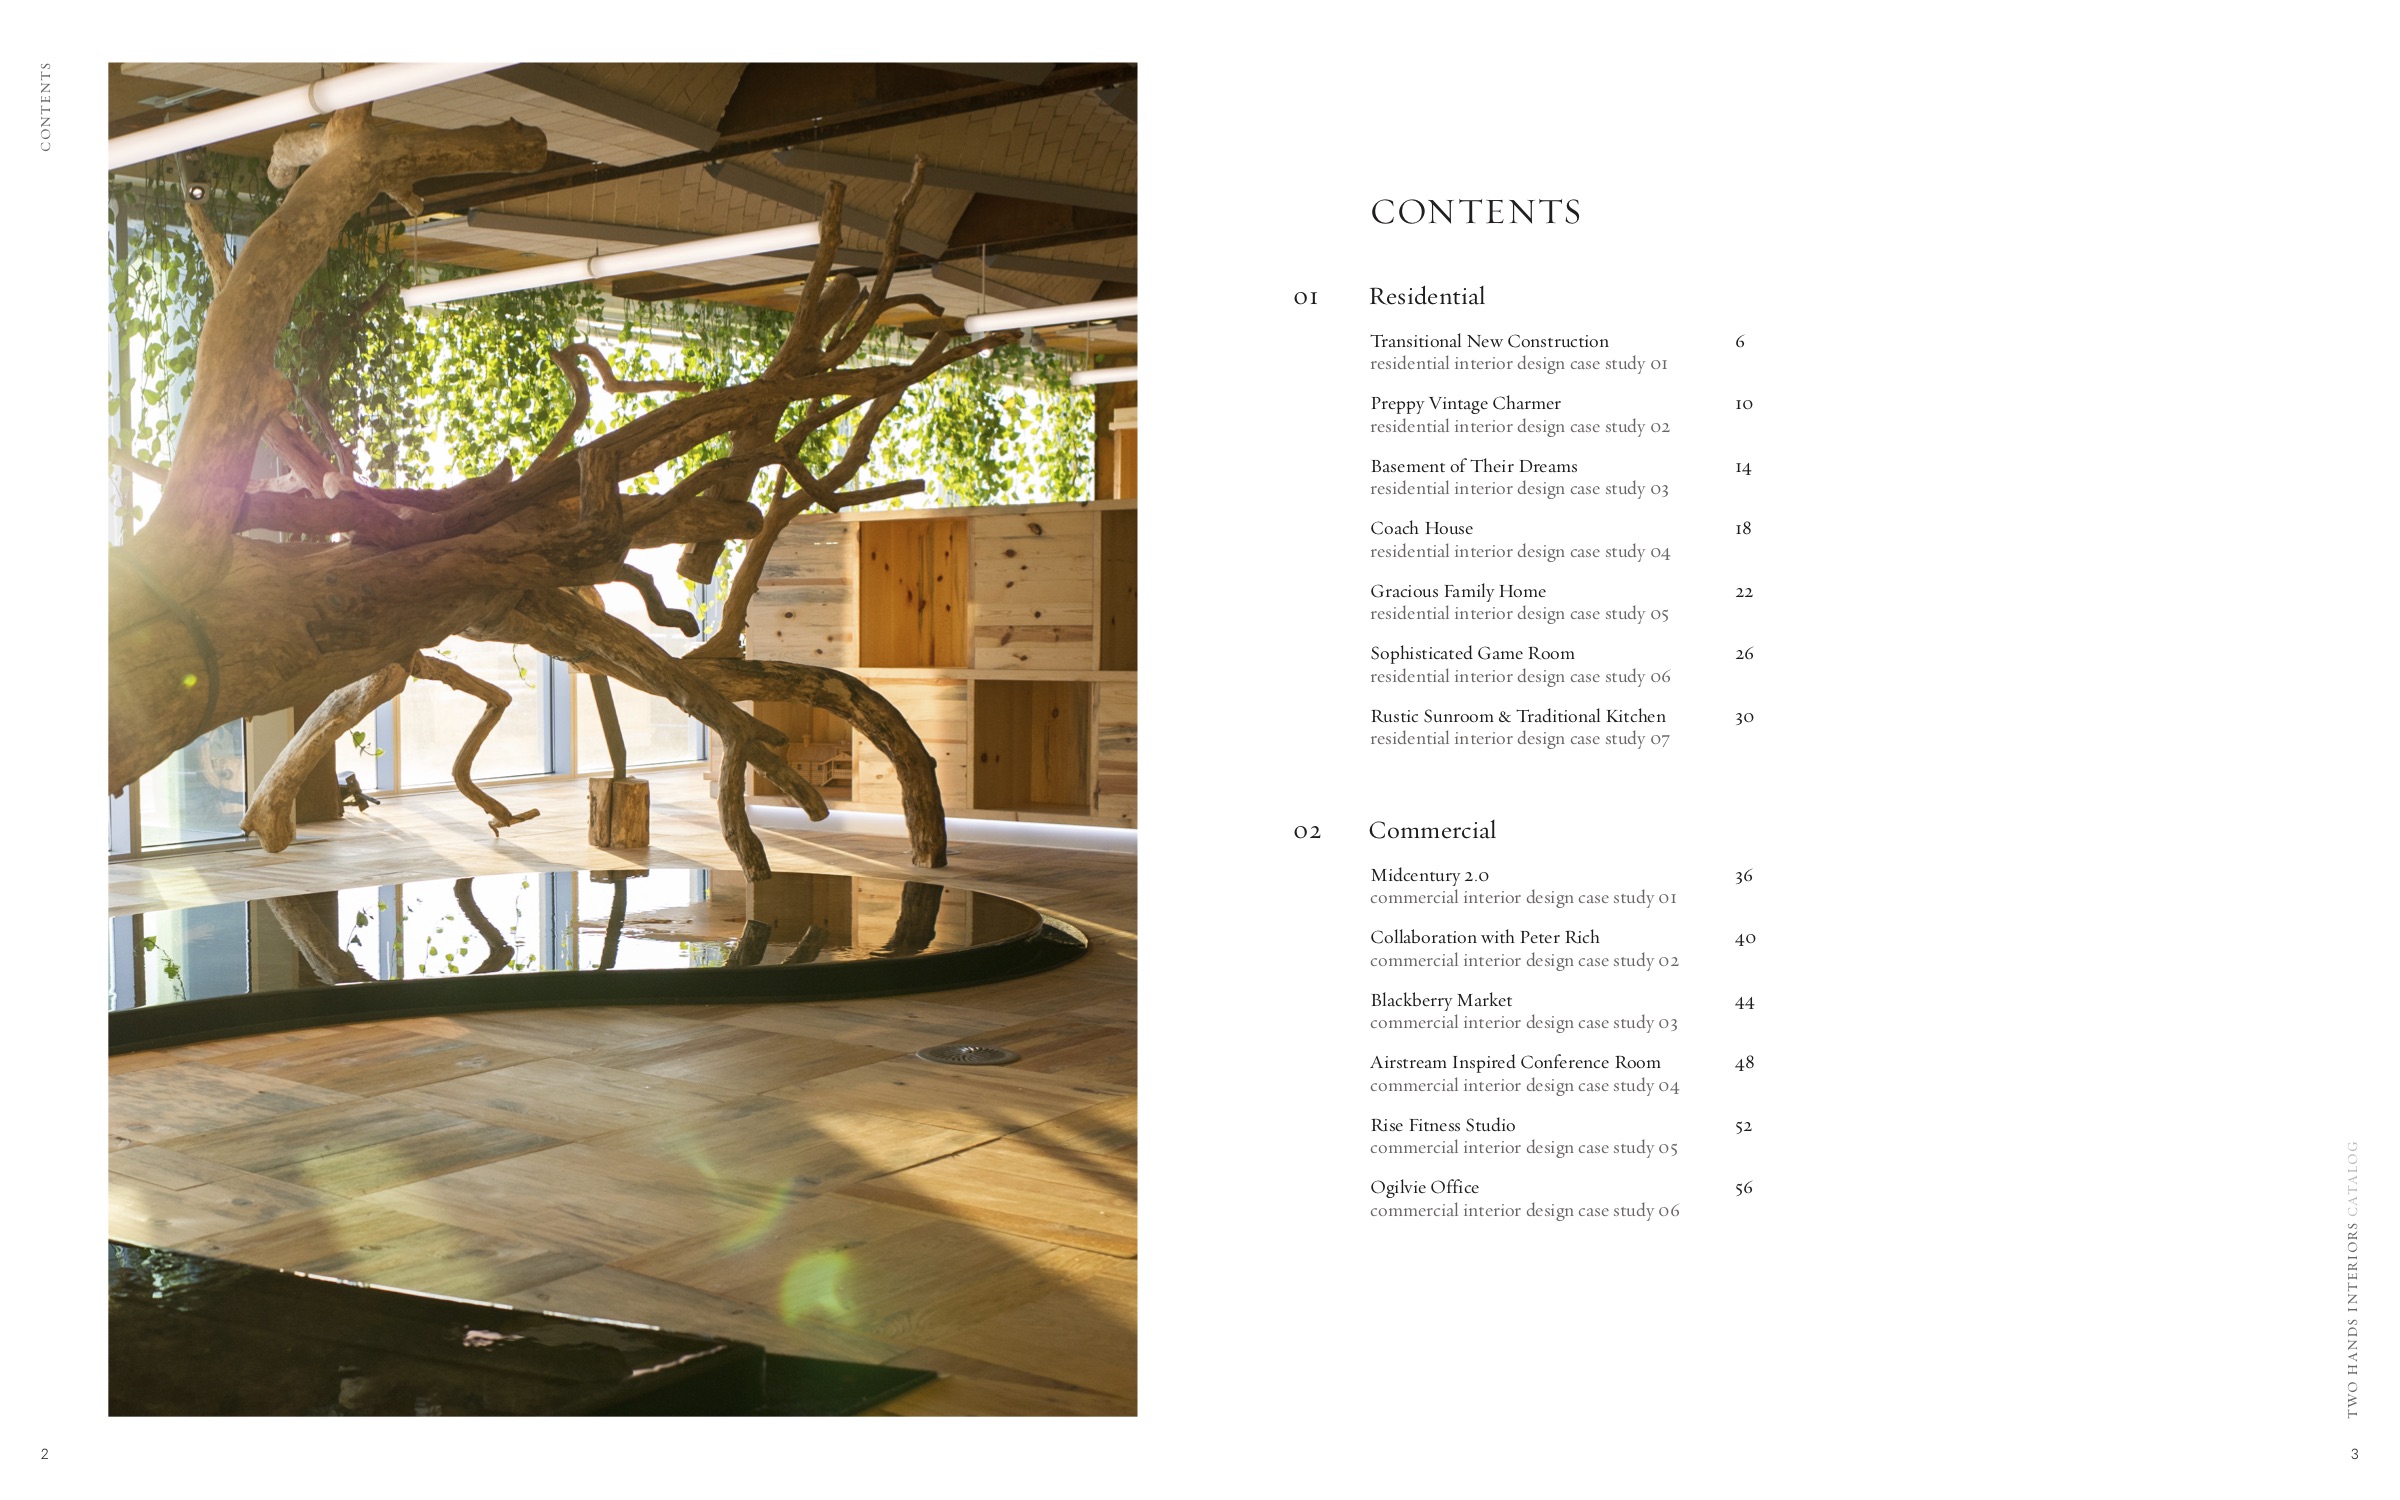 CONTENTS
CONTENTS
01 Residential
Transitional New Construction 6
residential interior design case study 01
Preppy Vintage Charmer 10
residential interior design case study 02
Basement of Their Dreams 14
residential interior design case study 03
Coach House 18
residential interior design case study 04
Gracious Family Home 22
residential interior design case study 05
Sophisticated Game Room 26
residential interior design case study 06
Rustic Sunroom & Traditional Kitchen 30
residential interior design case study 07
02 Commercial
Midcentury 2.0 36
commercial interior design case study 01
Collaboration with Peter Rich 40
commercial interior design case study 02
Blackberry Market 44
commercial interior design case study 03
Airstream Inspired Conference Room 48
commercial interior design case study 04
Rise Fitness Studio 52
commercial interior design case study 05
Ogilvie Office 56
commercial interior design case study 06
TWO HANDS INTERIORS CATALOG
2
3